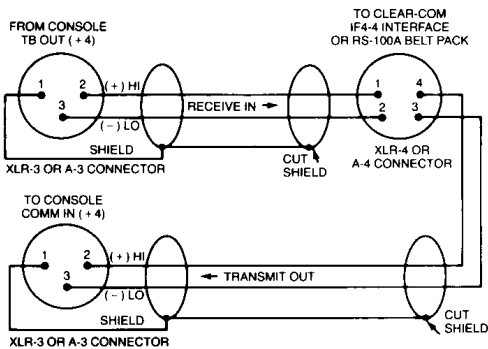 FROM CONSOLE
TB OUT (+4)
TO CLEAR-COM
IF4-4 INTERFACE
OR RS-100A BELT PACK
1
2
3
(+) HI
(−) LO
RECEIVE IN →
SHIELD
CUT
SHIELD
XLR-3 OR A-3 CONNECTOR
1
4
2
3
XLR-4 OR
A-4 CONNECTOR
TO CONSOLE
COMM IN (+4)
1
2
3
(+) HI
(−) LO
← TRANSMIT OUT
SHIELD
CUT
SHIELD
XLR-3 OR A-3 CONNECTOR